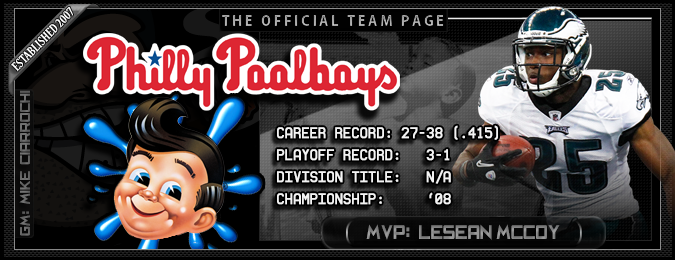 THE OFFICIAL TEAM PAGE
ESTABLISHED 2007
Philly Poolboys
GM: MIKE CIARROCHI
CAREER RECORD: 27-38 (.415)
PLAYOFF RECORD: 3-1
DIVISION TITLE: N/A
CHAMPIONSHIP: '08
25
25
MVP: LESEAN MCCOY